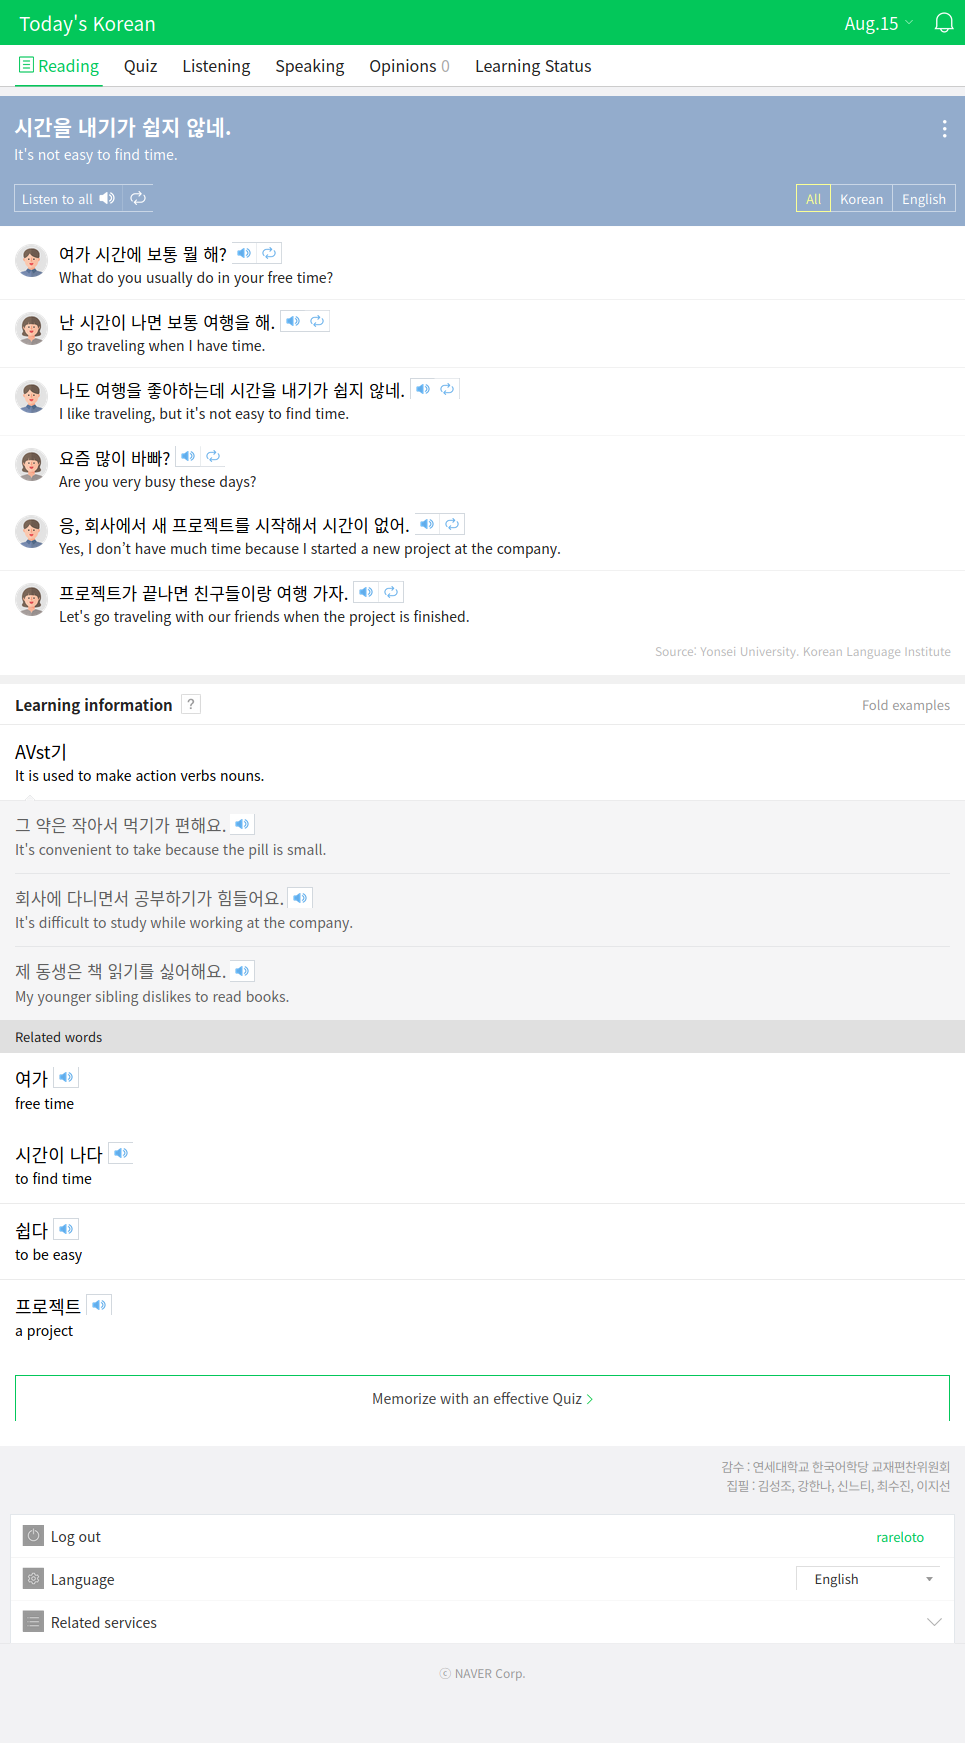 Today's Korean
Aug.15
Reading Quiz Listening Speaking Opinions 0 Learning Status
시간을 내기가 쉽지 않네.
It's not easy to find time.
Listen to all
All Korean English
여가 시간에 보통 뭘 해?
What do you usually do in your free time?
난 시간이 나면 보통 여행을 해.
I go traveling when I have time.
나도 여행을 좋아하는데 시간을 내기가 쉽지 않네.
I like traveling, but it's not easy to find time.
요즘 많이 바빠?
Are you very busy these days?
응, 회사에서 새 프로젝트를 시작해서 시간이 없어.
Yes, I don’t have much time because I started a new project at the company.
프로젝트가 끝나면 친구들이랑 여행 가자.
Let's go traveling with our friends when the project is finished.
Source: Yonsei University. Korean Language Institute
Learning information ?
Fold examples
AVst기
It is used to make action verbs nouns.
그 약은 작아서 먹기가 편해요.
It's convenient to take because the pill is small.
회사에 다니면서 공부하기가 힘들어요.
It's difficult to study while working at the company.
제 동생은 책 읽기를 싫어해요.
My younger sibling dislikes to read books.
Related words
여가
free time
시간이 나다
to find time
쉽다
to be easy
프로젝트
a project
Memorize with an effective Quiz >
감수 : 연세대학교 한국어학당 교재편찬위원회
집필 : 김성조, 강한나, 신느티, 최수진, 이지선
Log out
rareloto
Language
English
Related services
ⓒ NAVER Corp.